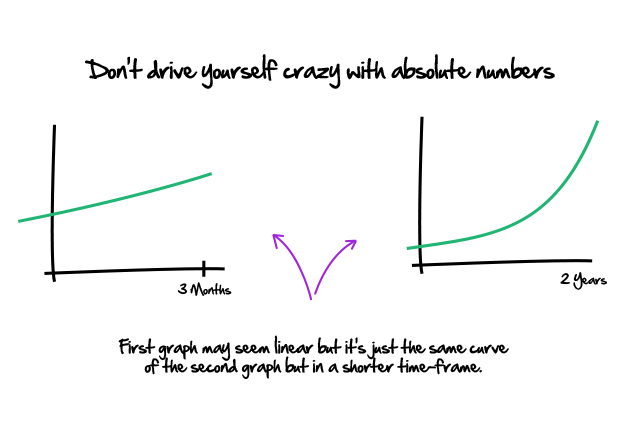 Don't drive yourself crazy with absolute numbers
3 Months
2 Years
First graph may seem linear but it's just the same curve
of the second graph but in a shorter time-frame.